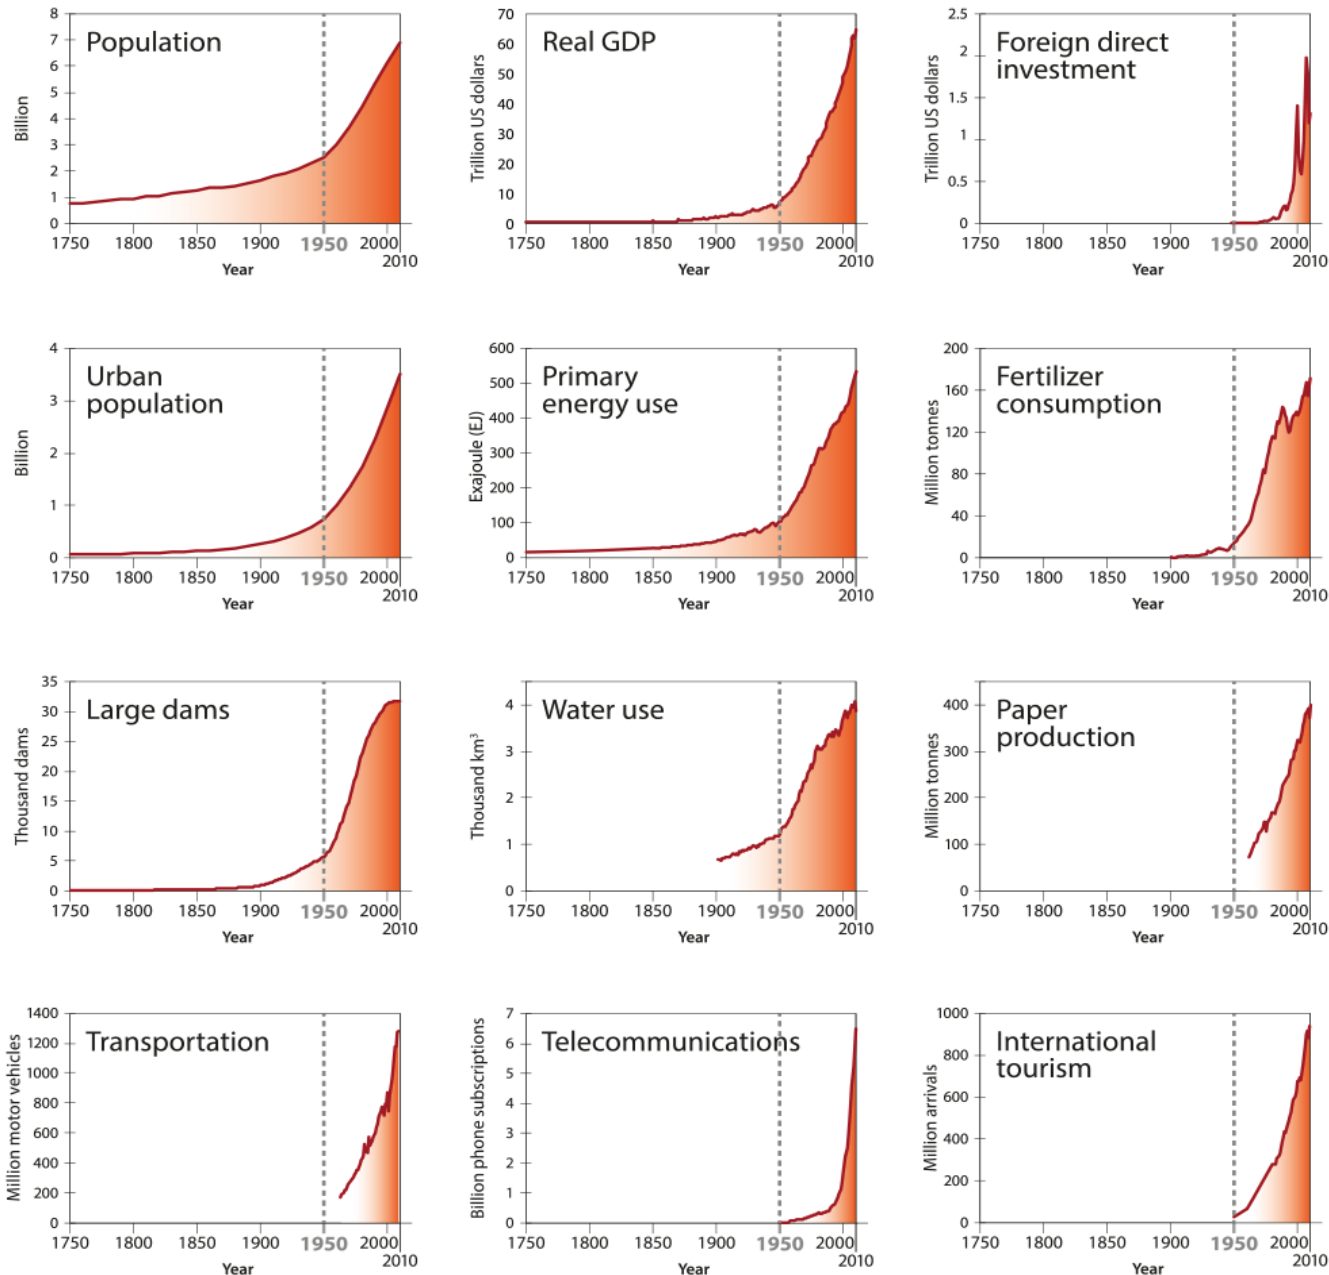 Population
Billion
8
7
6
5
4
3
2
1
0
1750 1800 1850 1900 1950 2000
2010
Year
Real GDP
Trillion US dollars
70
60
50
40
30
20
10
0
1750 1800 1850 1900 1950 2000
2010
Year
Foreign direct
investment
Trillion US dollars
2.5
2
1.5
1
0.5
0
1750 1800 1850 1900 1950 2000
2010
Year
Urban
population
Billion
4
3
2
1
0
1750 1800 1850 1900 1950 2000
2010
Year
Primary
energy use
Exajoule (EJ)
600
500
400
300
200
100
0
1750 1800 1850 1900 1950 2000
2010
Year
Fertilizer
consumption
Million tonnes
200
160
120
80
40
0
1750 1800 1850 1900 1950 2000
2010
Year
Large dams
Thousand dams
35
30
25
20
15
10
5
0
1750 1800 1850 1900 1950 2000
2010
Year
Water use
Thousand km³
4
3
2
1
0
1750 1800 1850 1900 1950 2000
2010
Year
Paper
production
Million tonnes
400
300
200
100
0
1750 1800 1850 1900 1950 2000
2010
Year
Transportation
Million motor vehicles
1400
1200
1000
800
600
400
200
0
1750 1800 1850 1900 1950 2000
2010
Year
Telecommunications
Billion phone subscriptions
7
6
5
4
3
2
1
0
1750 1800 1850 1900 1950 2000
2010
Year
International
tourism
Million arrivals
1000
800
600
400
200
0
1750 1800 1850 1900 1950 2000
2010
Year